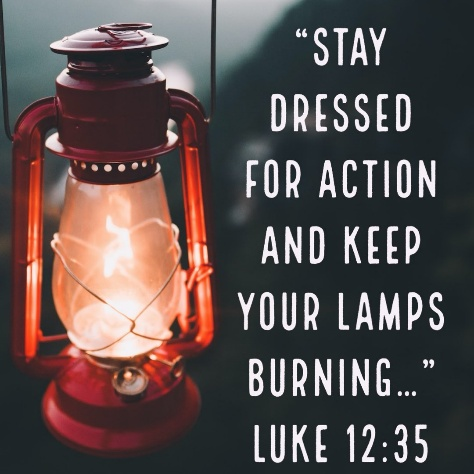 “STAY
DRESSED
FOR ACTION
AND KEEP
YOUR LAMPS
BURNING...”
LUKE 12:35